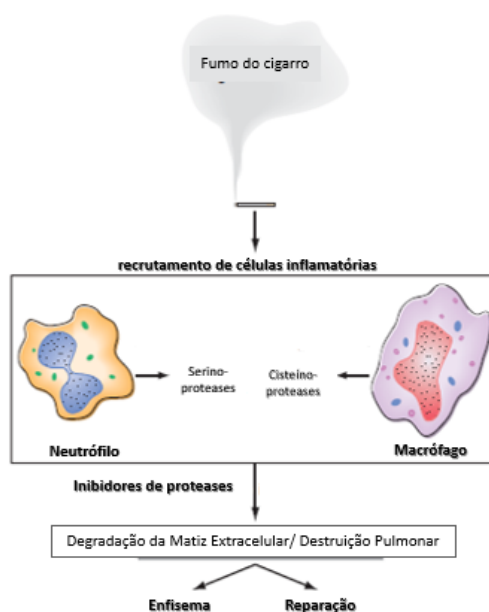 Fumo do cigarro
recrutamento de células inflamatórias
Serino-
proteases
Cisteíno-
proteases
Neutrófilo
Macrófago
Inibidores de proteases
Degradação da Matiz Extracelular/ Destruição Pulmonar
Enfisema
Reparação